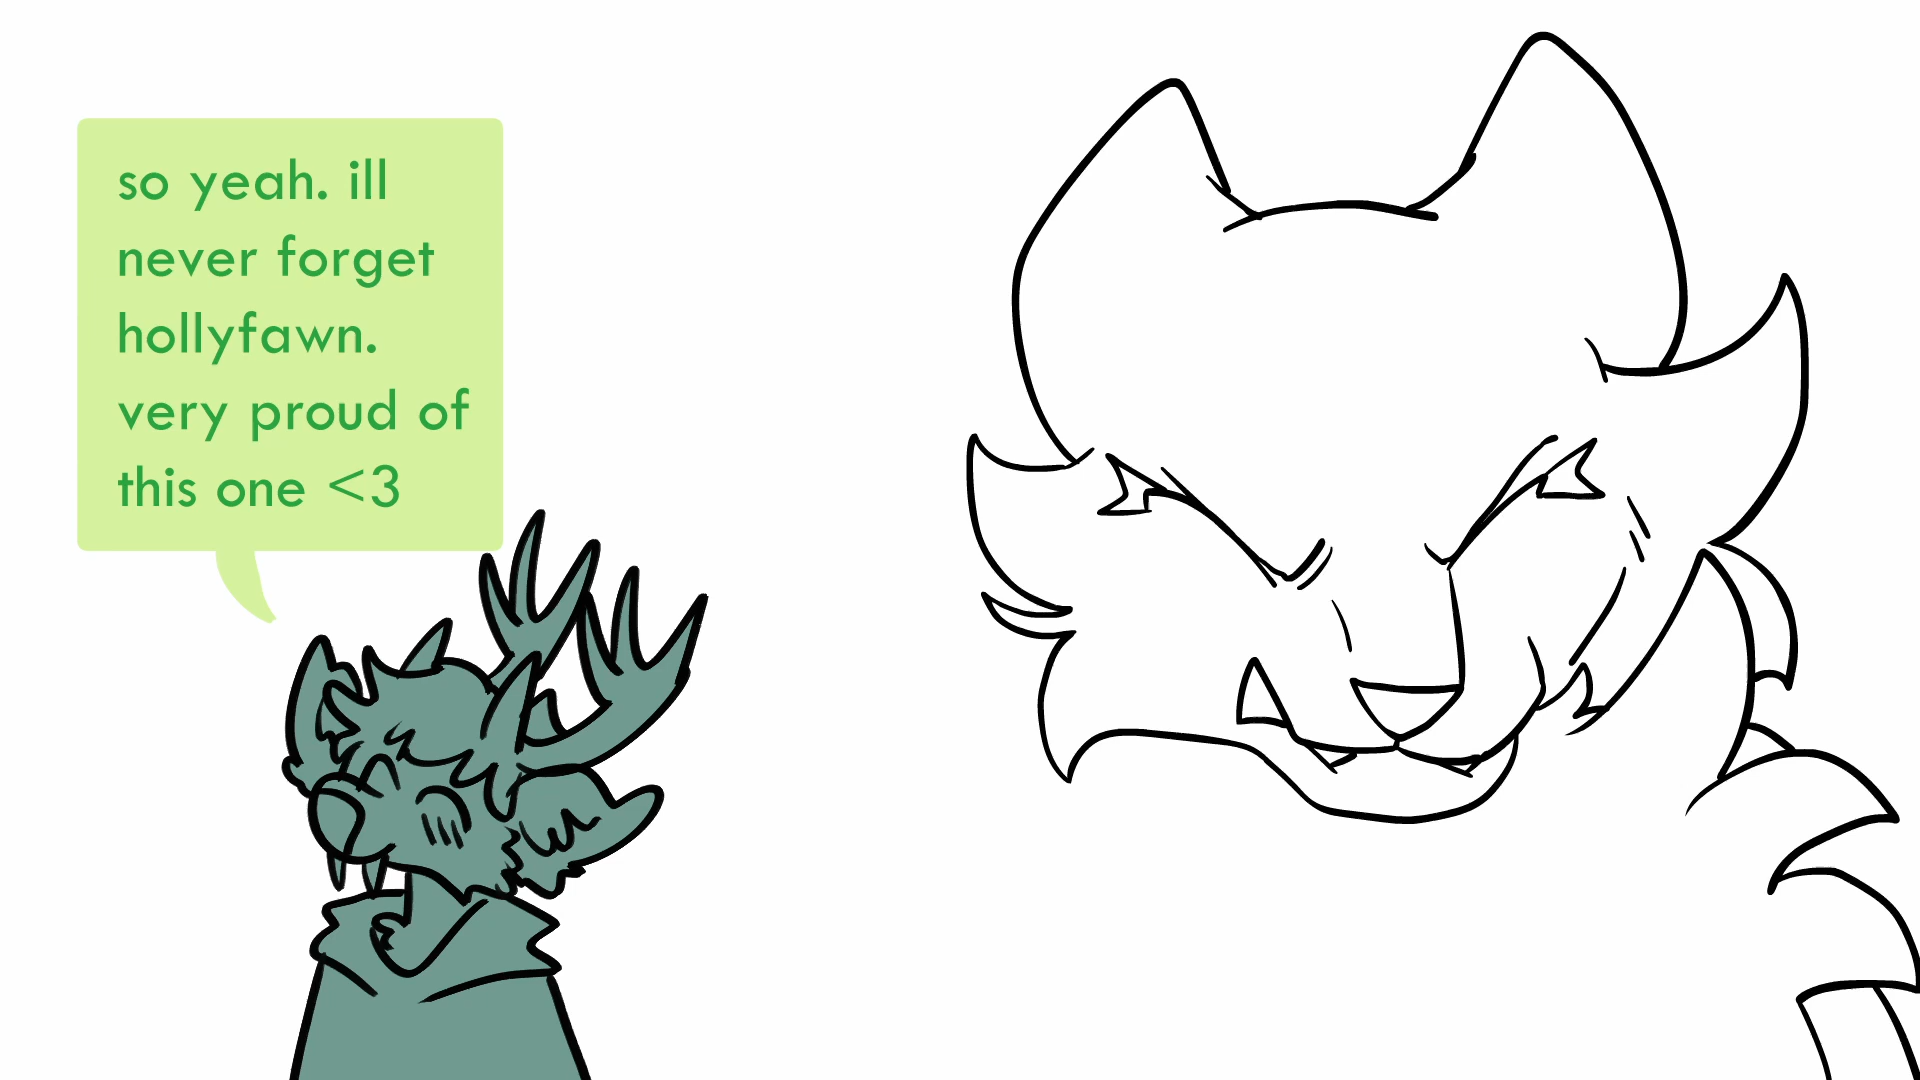 so yeah. ill
never forget
hollyfawn.
very proud of
this one <3